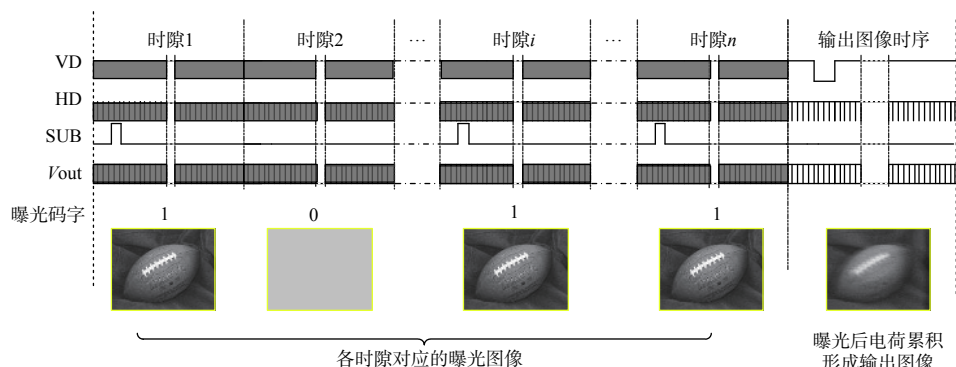 时隙1 时隙2 … 时隙i … 时隙n 输出图像时序
VD
HD
SUB
Vout
曝光码字 1 0 1 1
各时隙对应的曝光图像
曝光后电荷累积
形成输出图像